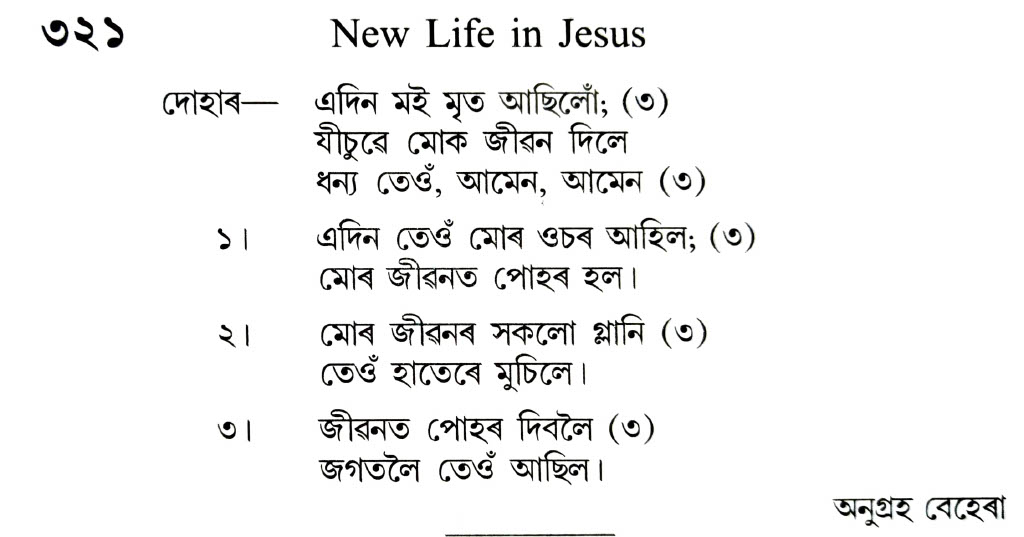 ৩২১ New Life in Jesus
দোহাৰ— এদিন মই মৃত আছিলোঁ; (৩)
যীচুৱে মোক জীৱন দিলে
ধন্য তেওঁ, আমেন, আমেন (৩)
১। এদিন তেওঁ মোৰ ওচৰ আহিল; (৩)
মোৰ জীৱনত পোহৰ হল।
২। মোৰ জীৱনৰ সকলো গ্লানি (৩)
তেওঁ হাতেৰে মুচিলে।
৩। জীৱনত পোহৰ দিবলৈ (৩)
জগতলৈ তেওঁ আছিল।
অনুগ্ৰহ বেহেৰা